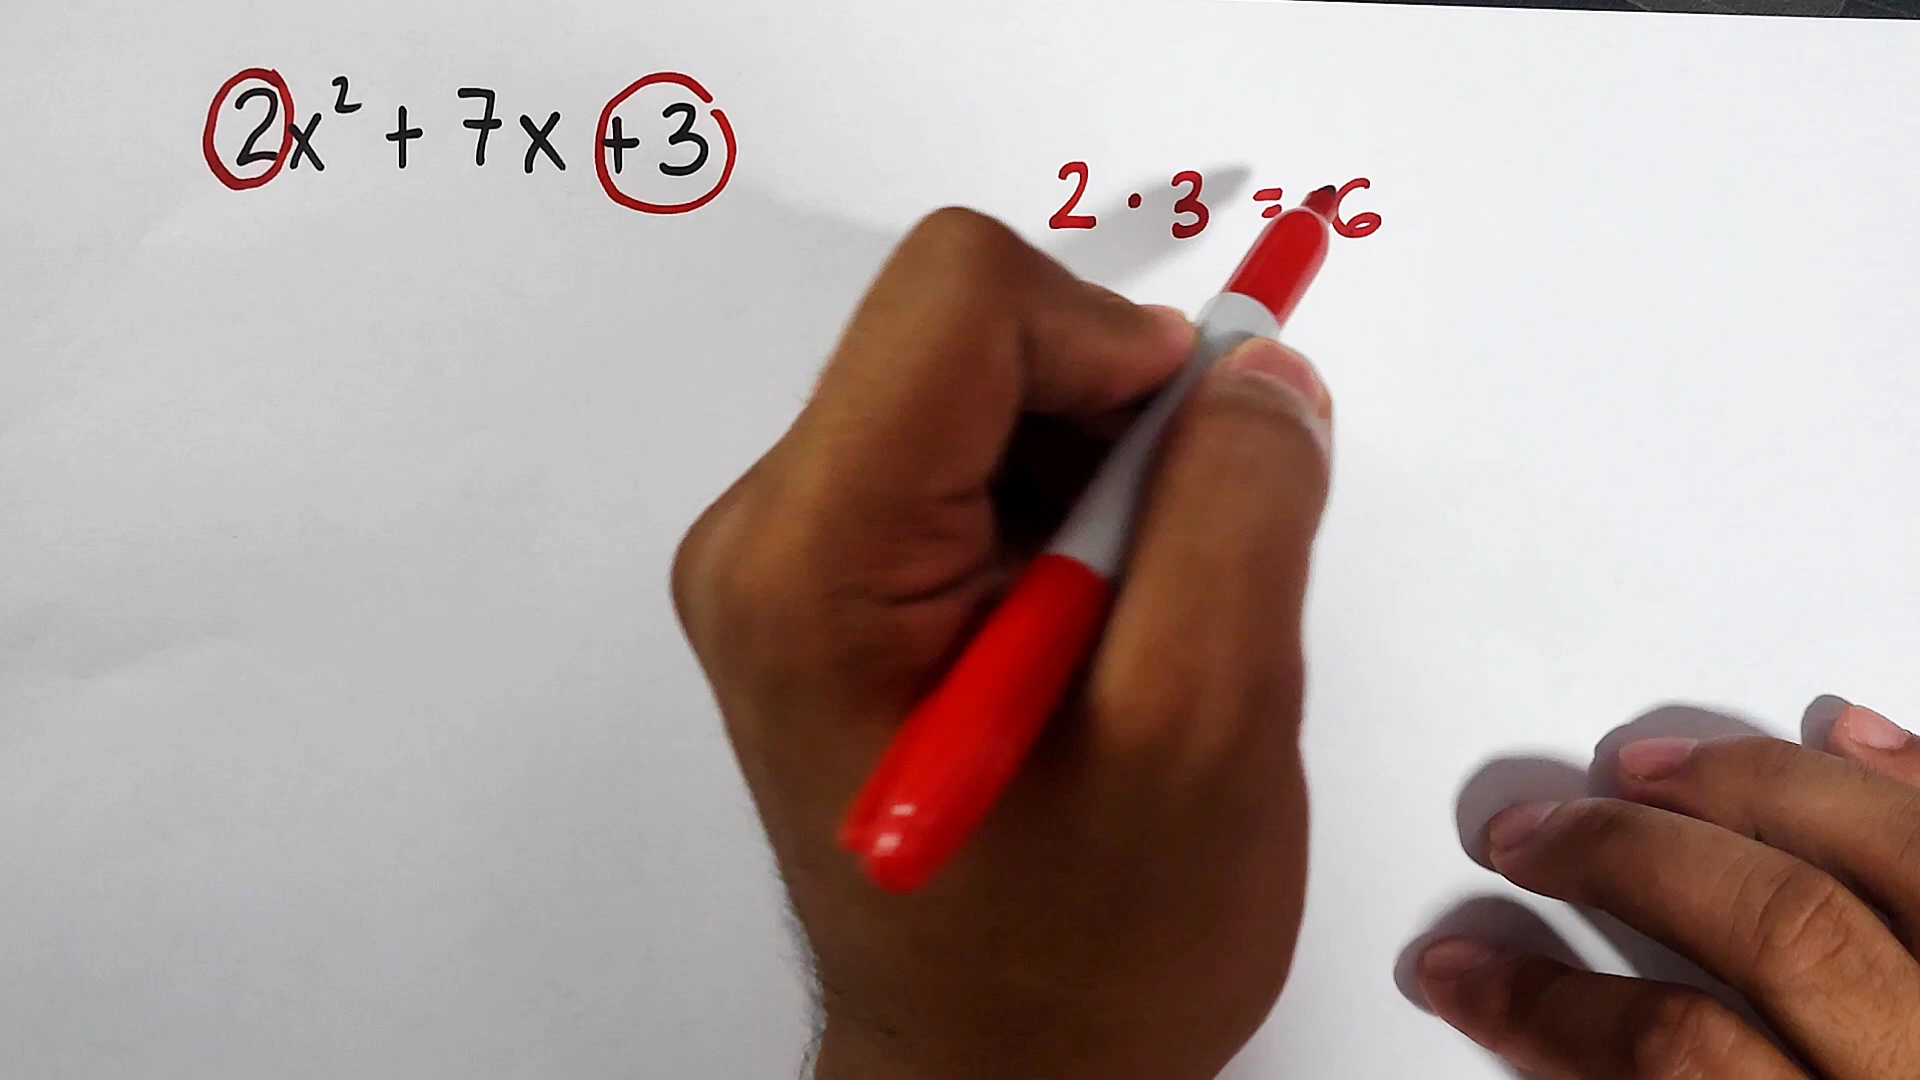 2x² + 7x + 3
2 · 3 = 6